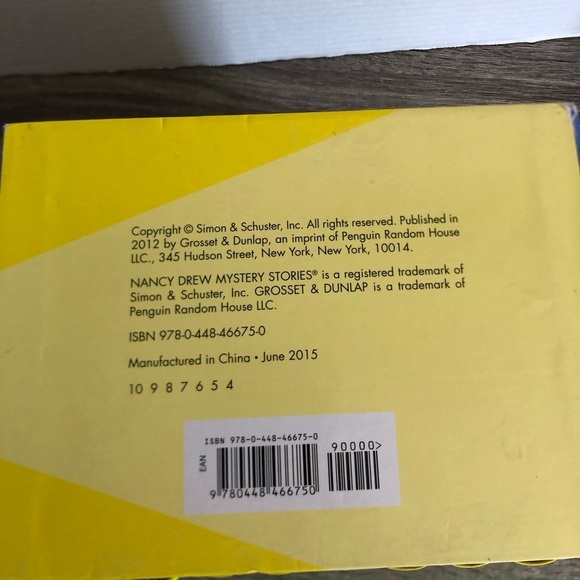 Copyright © Simon & Schuster, Inc. All rights reserved. Published in
2012 by Grosset & Dunlap, an imprint of Penguin Random House
LLC., 345 Hudson Street, New York, New York, 10014.
NANCY DREW MYSTERY STORIES® is a registered trademark of
Simon & Schuster, Inc. GROSSET & DUNLAP is a trademark of
Penguin Random House LLC.
ISBN 978-0-448-46675-0
Manufactured in China • June 2015
10 9 8 7 6 5 4
ISBN 978-0-448-46675-0
90000>
EAN
9 780448 466750